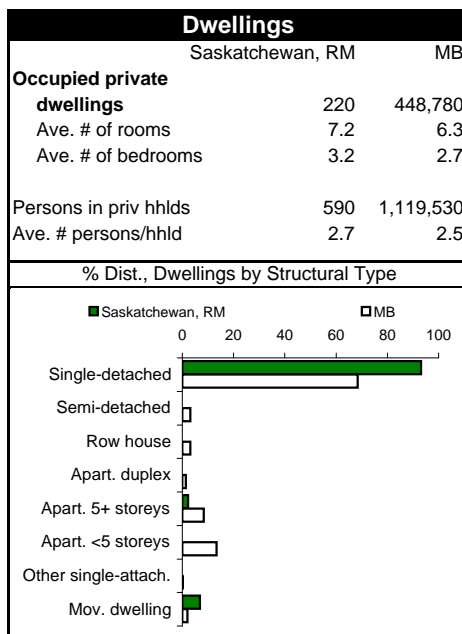 Dwellings
Saskatchewan, RM MB
Occupied private
dwellings 220 448,780
Ave. # of rooms 7.2 6.3
Ave. # of bedrooms 3.2 2.7
Persons in priv hhlds 590 1,119,530
Ave. # persons/hhld 2.7 2.5
% Dist., Dwellings by Structural Type
Saskatchewan, RM MB
0 20 40 60 80 100
Single-detached
Semi-detached
Row house
Apart. duplex
Apart. 5+ storeys
Apart. <5 storeys
Other single-attach.
Mov. dwelling